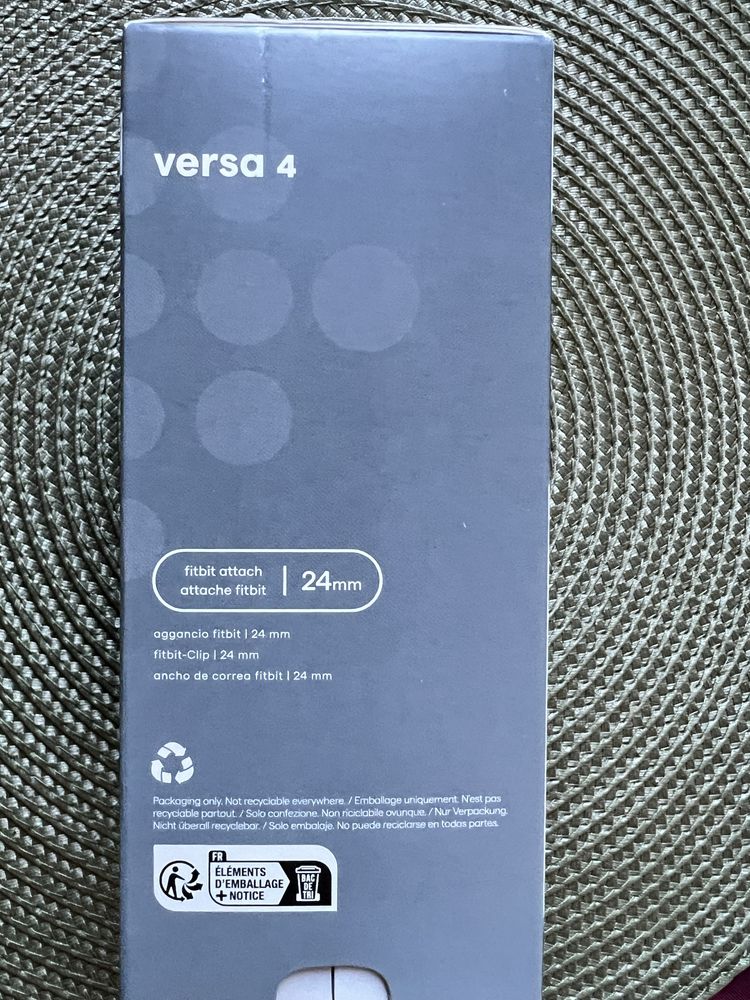 versa 4
fitbit attach
attache fitbit
24mm
aggancio fitbit | 24 mm
fitbit-Clip | 24 mm
ancho de correa fitbit | 24 mm
Packaging only. Not recyclable everywhere. / Emballage uniquement. N'est pas
recyclable partout. / Solo confezione. Non riciclabile ovunque. / Nur Verpackung.
Nicht überall recycelbar. / Solo embalaje. No puede reciclarse en todas partes.
FR
ÉLÉMENTS
D'EMBALLAGE
+ NOTICE
BAC
DE
TRI